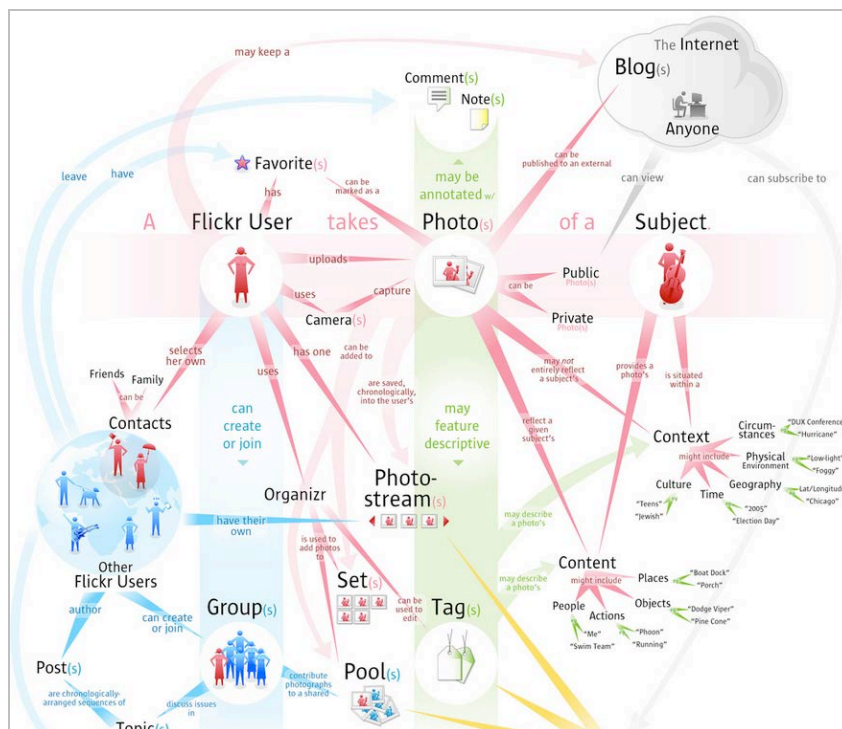 The Internet
Blog(s)
Anyone
may keep a
Comment(s)
Note(s)
leave
have
Favorite(s)
has
can be
marked as a
may be
annotated w/
can be
published to an external
can view
can subscribe to
A
Flickr User
takes
Photo(s)
of a
Subject.
uploads
uses
capture
Camera(s)
can be
Public
Photo(s)
Private
Photo(s)
selects
her own
uses
has one
can be
added to
are saved,
chronologically,
into the user's
may not
entirely reflect
a subject's
provides a
photo's
is situated
within a
Friends
Family
can be
Contacts
can
create
or join
may
feature
descriptive
reflect a
given
subject's
Context
might include
Circum-
stances
"DUX Conference
"Hurricane"
Physical
Environment
"Low-light"
"Foggy"
Geography
Lat/Longitud
"Chicago"
Culture
"Teens"
"Jewish"
Time
"2005"
"Election Day"
Organizr
Photo-
stream(s)
have their
own
may describe
a photo's
Other
Flickr Users
is used to
add photos to
Set(s)
can be
used to
edit
Tag(s)
may describe
a photo's
Content
might include
Places
"Boat Dock"
"Porch"
Objects
"Dodge Viper"
"Pine Cone"
People
"Me"
"Swim Team"
Actions
"Phoon"
"Running"
author
can create
or join
Group(s)
Post(s)
are chronologically-
arranged sequences of
discuss issues
in
contribute
photographs
to a shared
Pool(s)
Topic(s)